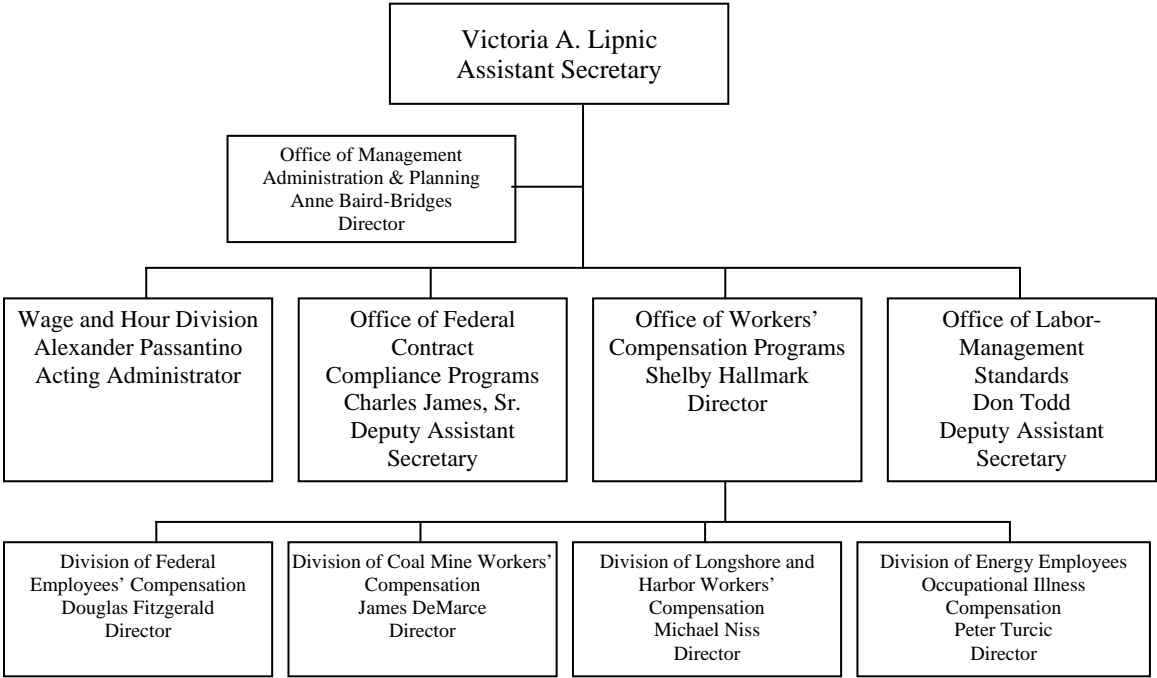 Victoria A. Lipnic
Assistant Secretary
Office of Management
Administration & Planning
Anne Baird-Bridges
Director
Wage and Hour Division
Alexander Passantino
Acting Administrator
Office of Federal
Contract
Compliance Programs
Charles James, Sr.
Deputy Assistant
Secretary
Office of Workers’
Compensation Programs
Shelby Hallmark
Director
Office of Labor-
Management
Standards
Don Todd
Deputy Assistant
Secretary
Division of Federal
Employees’ Compensation
Douglas Fitzgerald
Director
Division of Coal Mine Workers’
Compensation
James DeMarce
Director
Division of Longshore and
Harbor Workers’
Compensation
Michael Niss
Director
Division of Energy Employees
Occupational Illness
Compensation
Peter Turcic
Director